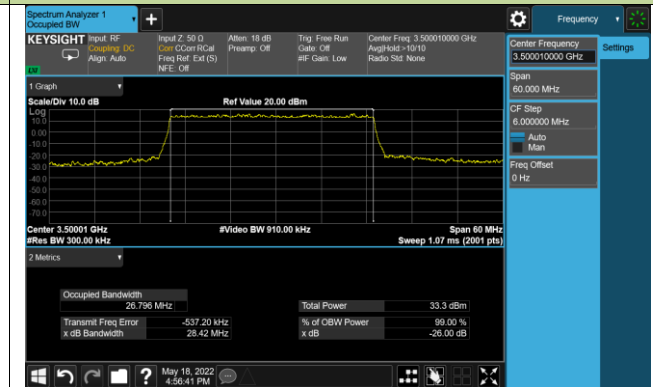 Spectrum Analyzer 1
Occupied BW
+
Frequency
KEYSIGHT
Input: RF
Coupling: DC
Align: Auto
Input Z: 50 Ω
Corr CCorr RCal
Freq Ref: Ext (S)
NFE: Off
Atten: 18 dB
Preamp: Off
Trig: Free Run
Gate: Off
#IF Gain: Low
Center Freq: 3.500010000 GHz
Avg|Hold:>10/10
Radio Std: None
LW
Center Frequency
3.500010000 GHz
Settings
Span
60.000 MHz
CF Step
6.000000 MHz
Auto
Man
Freq Offset
0 Hz
1 Graph
Scale/Div 10.0 dB
Ref Value 20.00 dBm
Log
10.0
0.00
-10.0
-20.0
-30.0
-40.0
-50.0
-60.0
-70.0
Center 3.50001 GHz
#Video BW 910.00 kHz
Span 60 MHz
#Res BW 300.00 kHz
Sweep 1.07 ms (2001 pts)
2 Metrics
Occupied Bandwidth
26.796 MHz
Total Power
33.3 dBm
Transmit Freq Error
-537.20 kHz
% of OBW Power
99.00 %
x dB Bandwidth
28.42 MHz
x dB
-26.00 dB
?
May 18, 2022
4:56:41 PM